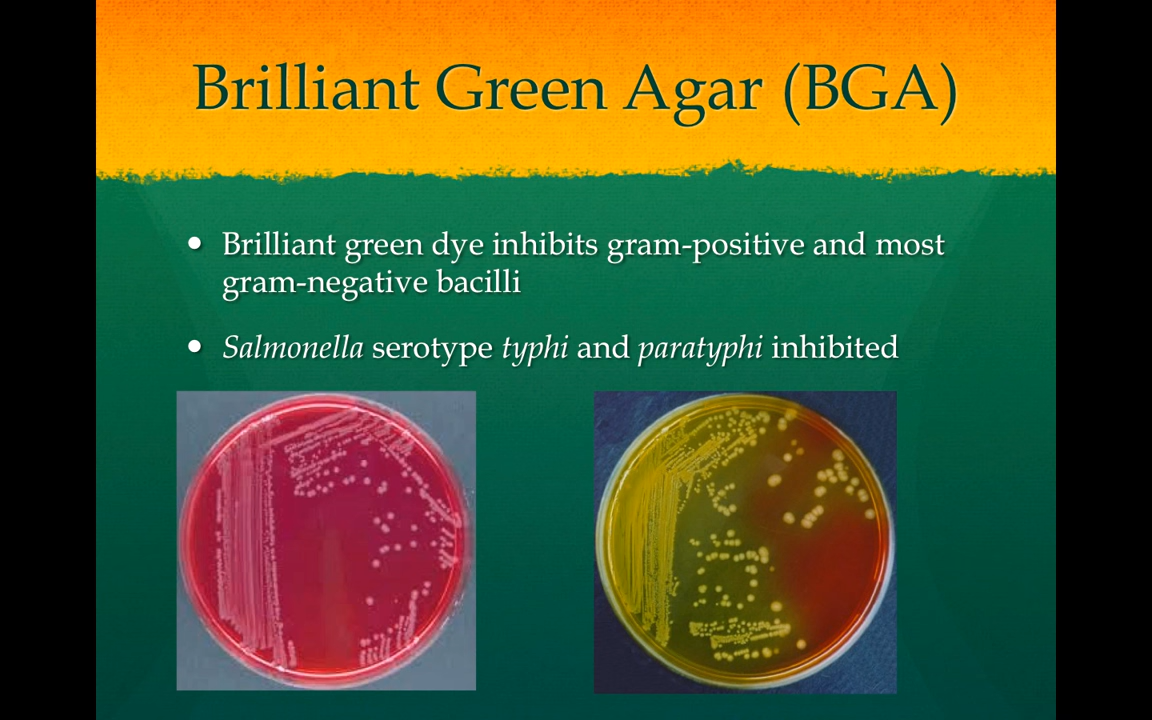 Brilliant Green Agar (BGA)
• Brilliant green dye inhibits gram-positive and most
gram-negative bacilli
• Salmonella serotype typhi and paratyphi inhibited